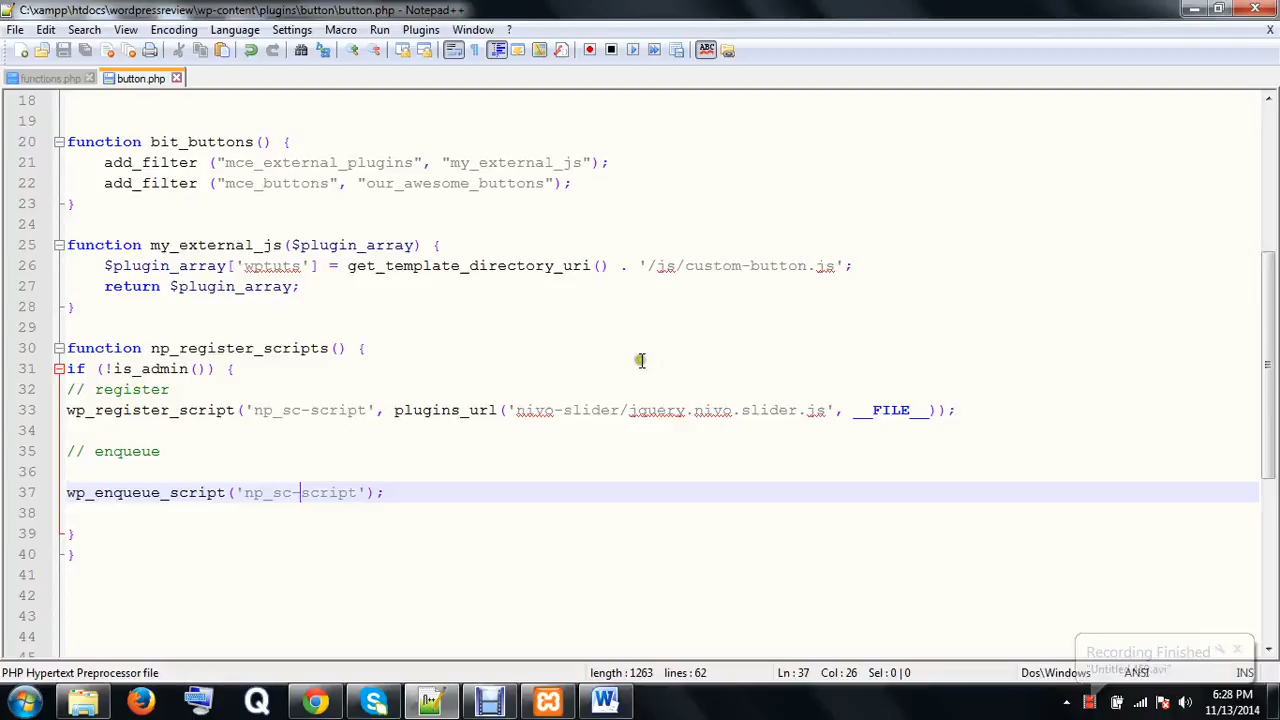 C:\xampp\htdocs\wordpressreview\wp-content\plugins\button\button.php - Notepad++
File Edit Search View Encoding Language Settings Macro Run Plugins Window ? X
ABC
functions.php button.php
18
19
20 function bit_buttons() {
21 add_filter ("mce_external_plugins", "my_external_js");
22 add_filter ("mce_buttons", "our_awesome_buttons");
23 }
24
25 function my_external_js($plugin_array) {
26 $plugin_array['wptuts'] = get_template_directory_uri() . '/js/custom-button.js';
27 return $plugin_array;
28 }
29
30 function np_register_scripts() {
31 if (!is_admin()) {
32 // register
33 wp_register_script('np_sc-script', plugins_url('nivo-slider/jquery.nivo.slider.js', __FILE__));
34
35 // enqueue
36
37 wp_enqueue_script('np_sc-script');
38
39 }
40 }
41
42
43
44
Recording Finished
PHP Hypertext Preprocessor file length : 1263 lines : 62 Ln : 37 Col : 26 Sel : 0 | 0 Dos\Windows ANSI INS
6:28 PM
11/13/2014